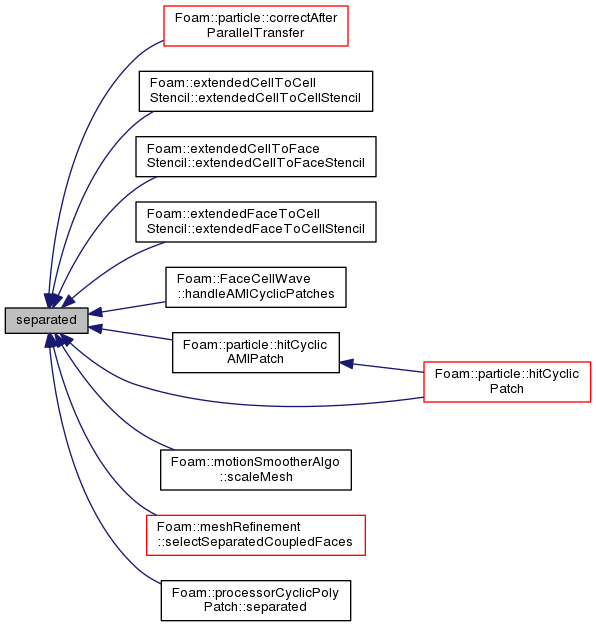 Foam::particle::correctAfter
ParallelTransfer
Foam::extendedCellToCell
Stencil::extendedCellToCellStencil
Foam::extendedCellToFace
Stencil::extendedCellToFaceStencil
Foam::extendedFaceToCell
Stencil::extendedFaceToCellStencil
Foam::FaceCellWave
::handleAMICyclicPatches
separated
Foam::particle::hitCyclic
AMIPatch
Foam::particle::hitCyclic
Patch
Foam::motionSmootherAlgo
::scaleMesh
Foam::meshRefinement
::selectSeparatedCoupledFaces
Foam::processorCyclicPoly
Patch::separated